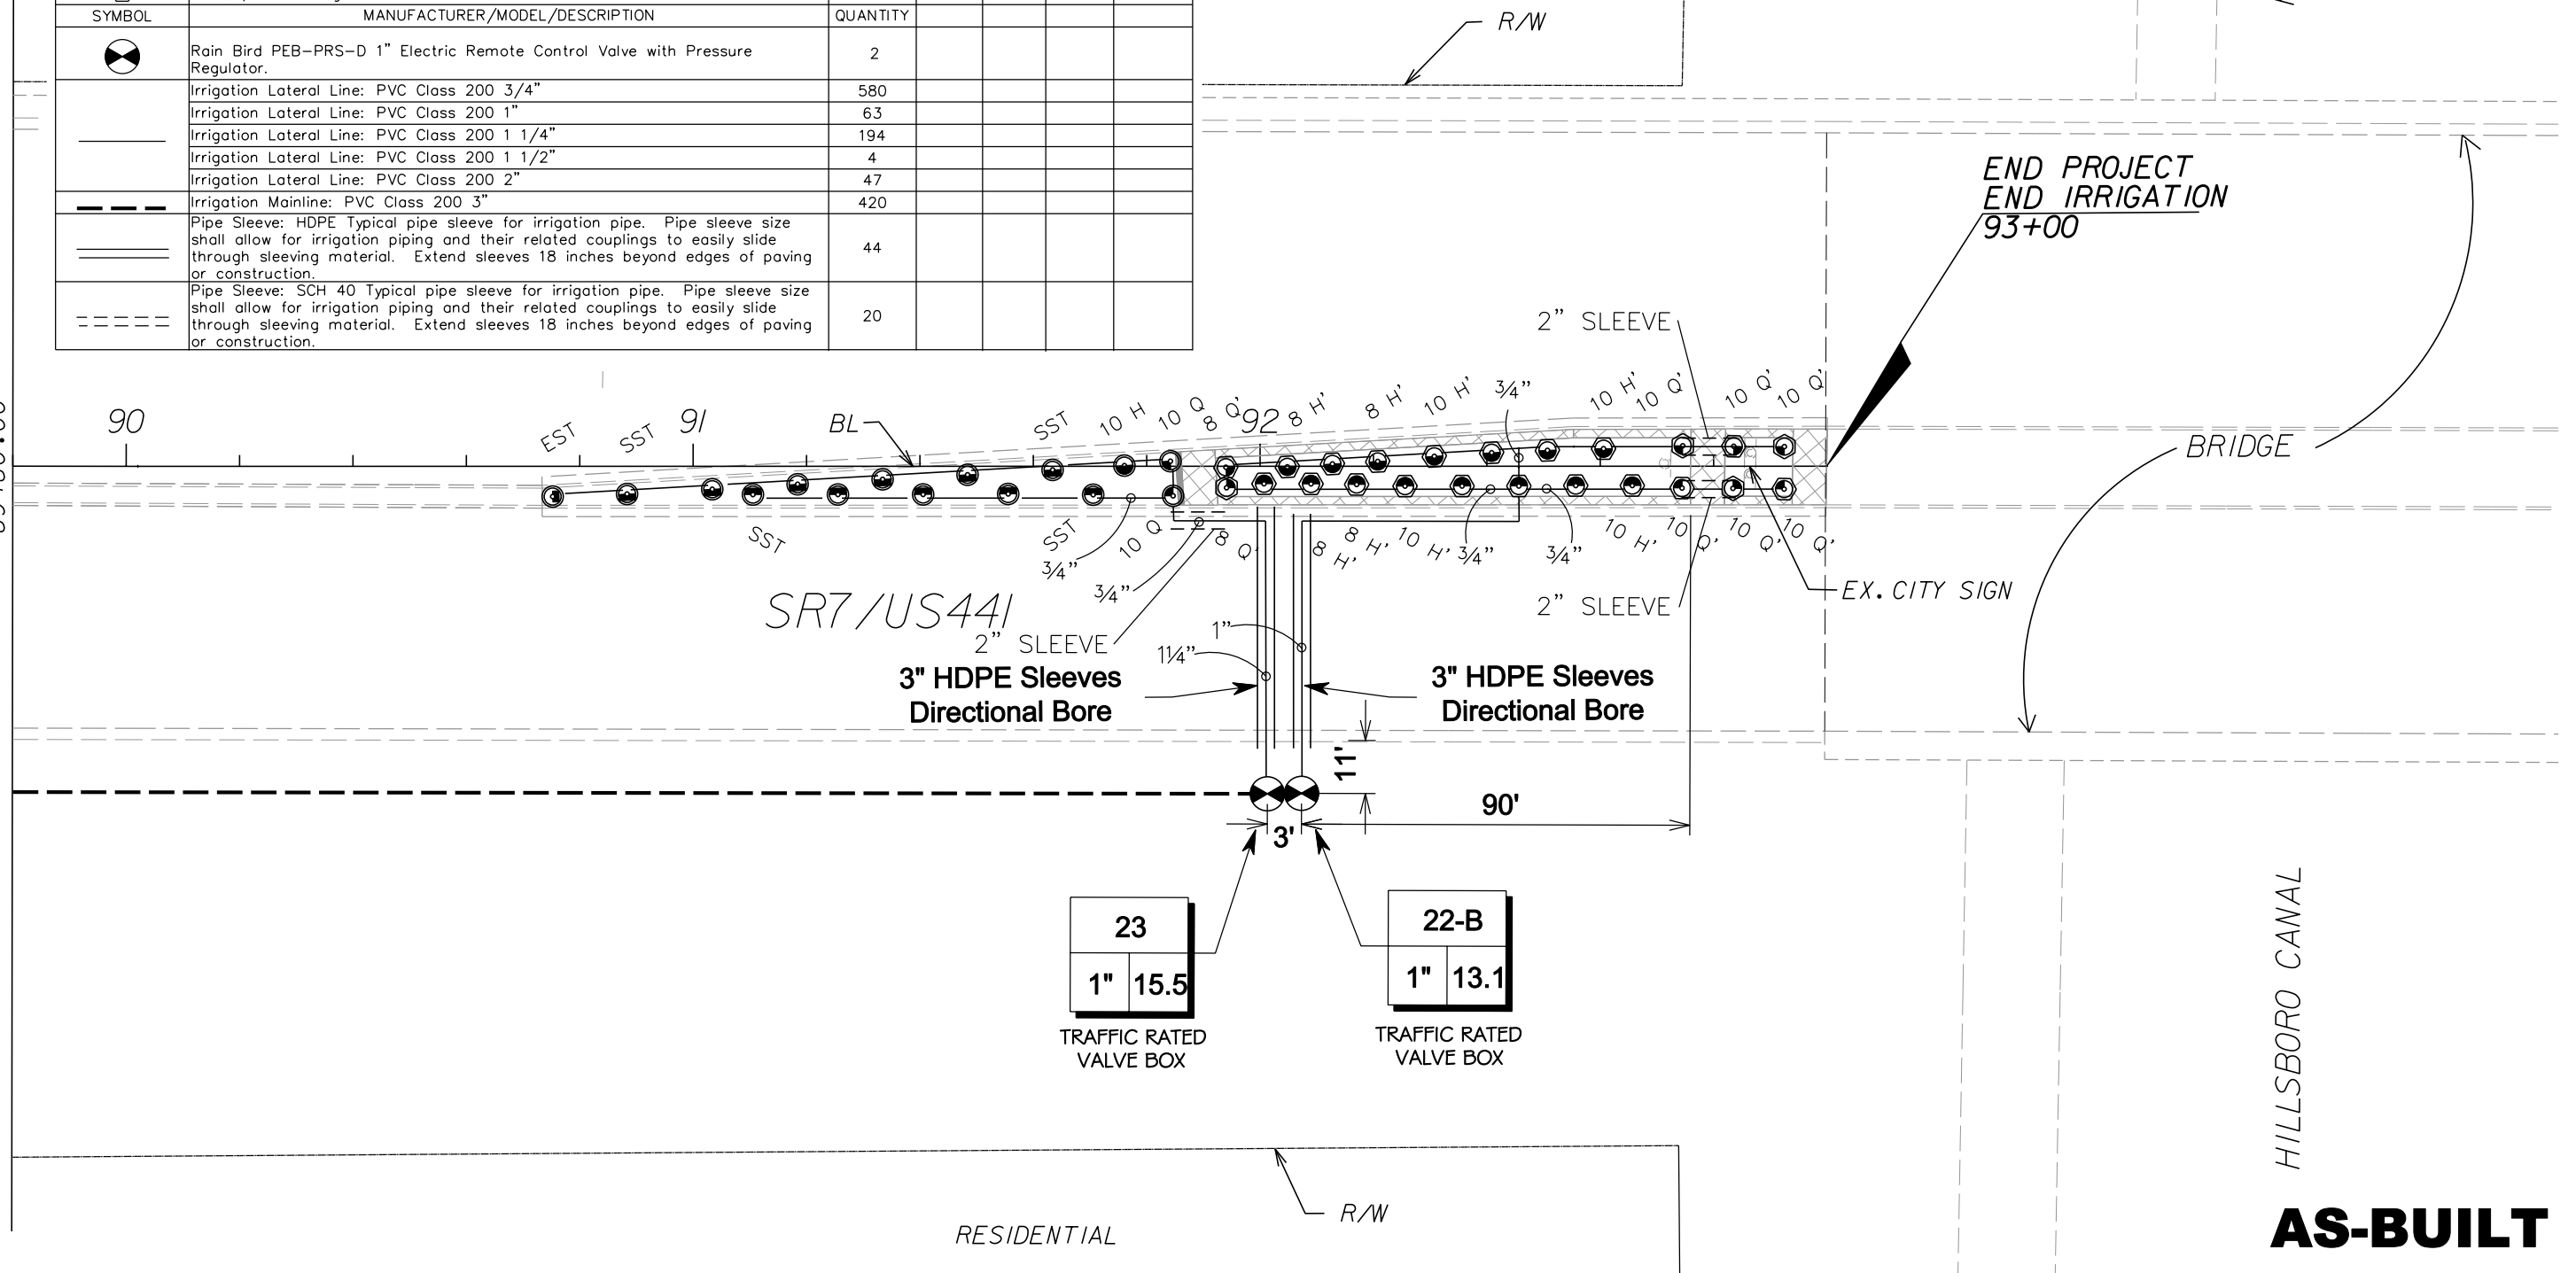 SYMBOL MANUFACTURER/MODEL/DESCRIPTION QUANTITY
Rain Bird PEB-PRS-D 1" Electric Remote Control Valve with Pressure
Regulator.
2
Irrigation Lateral Line: PVC Class 200 3/4" 580
Irrigation Lateral Line: PVC Class 200 1" 63
Irrigation Lateral Line: PVC Class 200 1 1/4" 194
Irrigation Lateral Line: PVC Class 200 1 1/2" 4
Irrigation Lateral Line: PVC Class 200 2" 47
Irrigation Mainline: PVC Class 200 3" 420
Pipe Sleeve: HDPE Typical pipe sleeve for irrigation pipe. Pipe sleeve size
shall allow for irrigation piping and their related couplings to easily slide
through sleeving material. Extend sleeves 18 inches beyond edges of paving
or construction.
44
Pipe Sleeve: SCH 40 Typical pipe sleeve for irrigation pipe. Pipe sleeve size
shall allow for irrigation piping and their related couplings to easily slide
through sleeving material. Extend sleeves 18 inches beyond edges of paving
or construction.
20
R/W
END PROJECT
END IRRIGATION
93+00
2" SLEEVE
90
EST
SST
91
BL
SST
10 H
10 Q
8 Q'
92
8 H'
8 H'
10 H'
3/4"
10 H'
10 Q'
10 Q'
10 Q'
BRIDGE
SST
SST
3/4"
10 Q
3/4"
8 Q'
8 H'
8 H'
10 H'
3/4"
3/4"
10 H'
10 Q'
10 Q'
10 Q'
EX. CITY SIGN
2" SLEEVE
SR7/US441
2" SLEEVE
1"
1¼"
3" HDPE Sleeves
Directional Bore
3" HDPE Sleeves
Directional Bore
11'
90'
3'
23
1" 15.5
TRAFFIC RATED
VALVE BOX
22-B
1" 13.1
TRAFFIC RATED
VALVE BOX
HILLSBORO CANAL
R/W
RESIDENTIAL
AS-BUILT